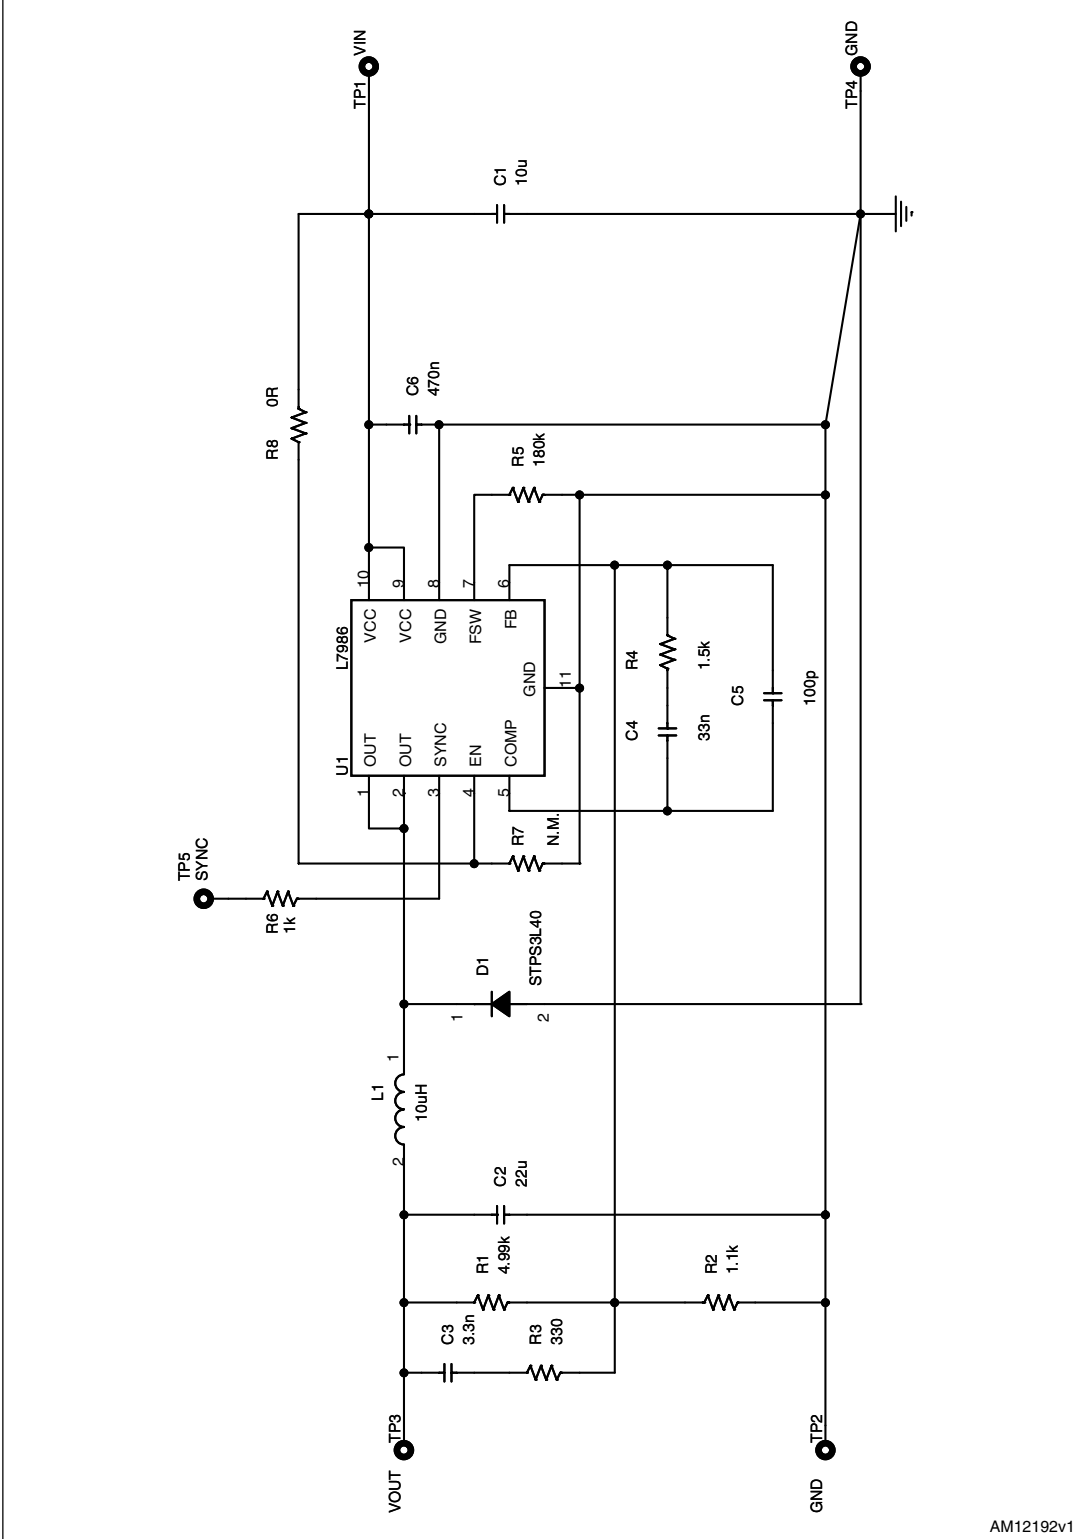 VIN
TP1
GND
TP4
C1
10u
R8
0R
C6
470n
R5
180k
L7986
U1
10
9
8
7
6
VCC
VCC
GND
FSW
FB
GND
11
OUT
OUT
SYNC
EN
COMP
1
2
3
4
5
R4
1.5k
C4
33n
C5
100p
R7
N.M.
TP5
SYNC
R6
1k
D1
STPS3L40
1
2
L1
10uH
1
2
C2
22u
R1
4.99k
R2
1.1k
C3
3.3n
R3
330
TP3
VOUT
TP2
GND
AM12192v1